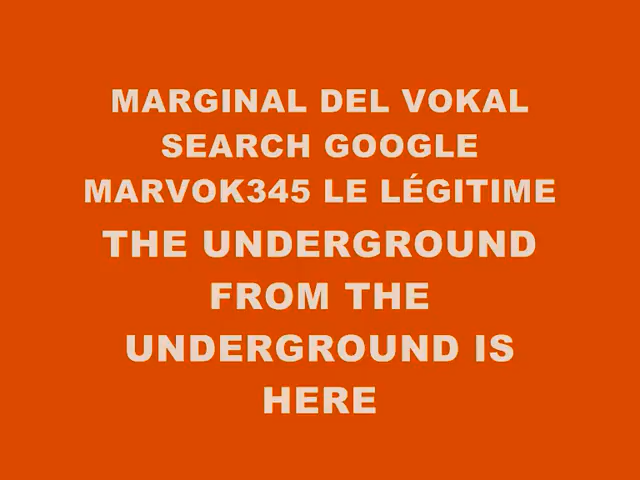 MARGINAL DEL VOKAL
SEARCH GOOGLE
MARVOK345 LE LÉGITIME
THE UNDERGROUND
FROM THE
UNDERGROUND IS
HERE